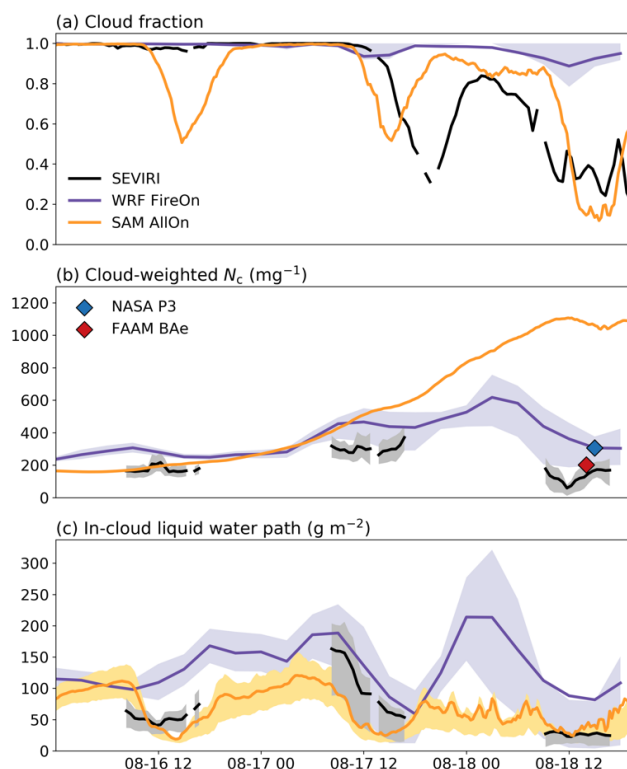 (a) Cloud fraction
1.0
0.8
0.6
0.4
0.2
0.0
SEVIRI
WRF FireOn
SAM AllOn
(b) Cloud-weighted Nc (mg−1)
1200
1000
800
600
400
200
0
NASA P3
FAAM BAe
(c) In-cloud liquid water path (g m−2)
300
250
200
150
100
50
0
08-16 12 08-17 00 08-17 12 08-18 00 08-18 12